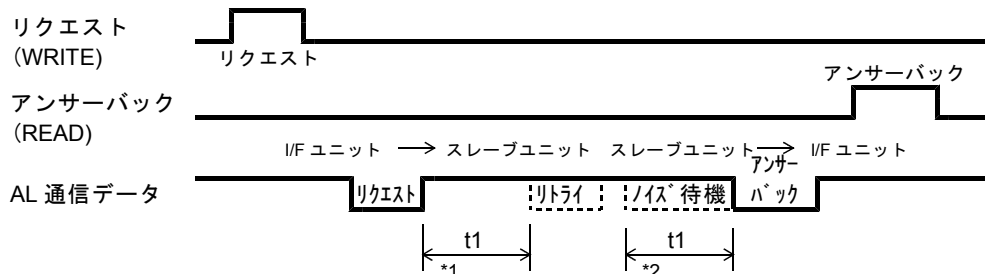 リクエスト
(WRITE)
リクエスト
アンサーバック
アンサーバック
(READ)
I/F ユニット → スレーブユニット スレーブユニット → I/F ユニット
AL 通信データ リクエスト リトライ ノイズ待機 アンサーバック
t1 t1
*1 *2